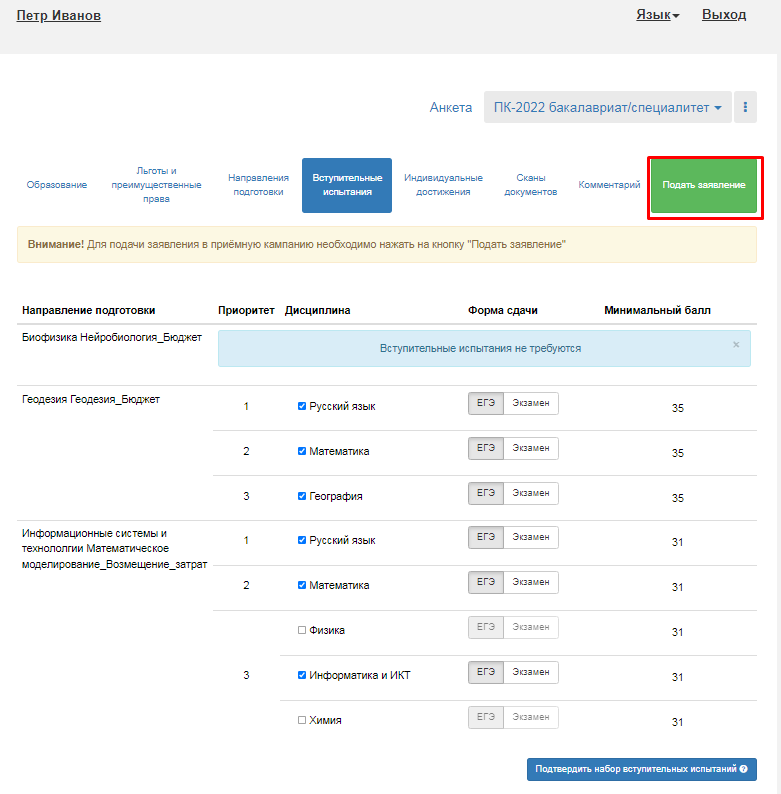 Петр Иванов
Язык
Выход
Анкета
ПК-2022 бакалавриат/специалитет
Образование
Льготы и
преимущественные
права
Направления
подготовки
Вступительные
испытания
Индивидуальные
достижения
Сканы
документов
Комментарий
Подать заявление
Внимание! Для подачи заявления в приёмную кампанию необходимо нажать на кнопку "Подать заявление"
Направление подготовки Приоритет Дисциплина Форма сдачи Минимальный балл
Биофизика Нейробиология_Бюджет
Вступительные испытания не требуются ×
Геодезия Геодезия_Бюджет
1 Русский язык ЕГЭ Экзамен 35
2 Математика ЕГЭ Экзамен 35
3 География ЕГЭ Экзамен 35
Информационные системы и
технололгии Математическое
моделирование_Возмещение_затрат
1 Русский язык ЕГЭ Экзамен 31
2 Математика ЕГЭ Экзамен 31
Физика ЕГЭ Экзамен 31
3 Информатика и ИКТ ЕГЭ Экзамен 31
Химия ЕГЭ Экзамен 31
Подтвердить набор вступительных испытаний ?